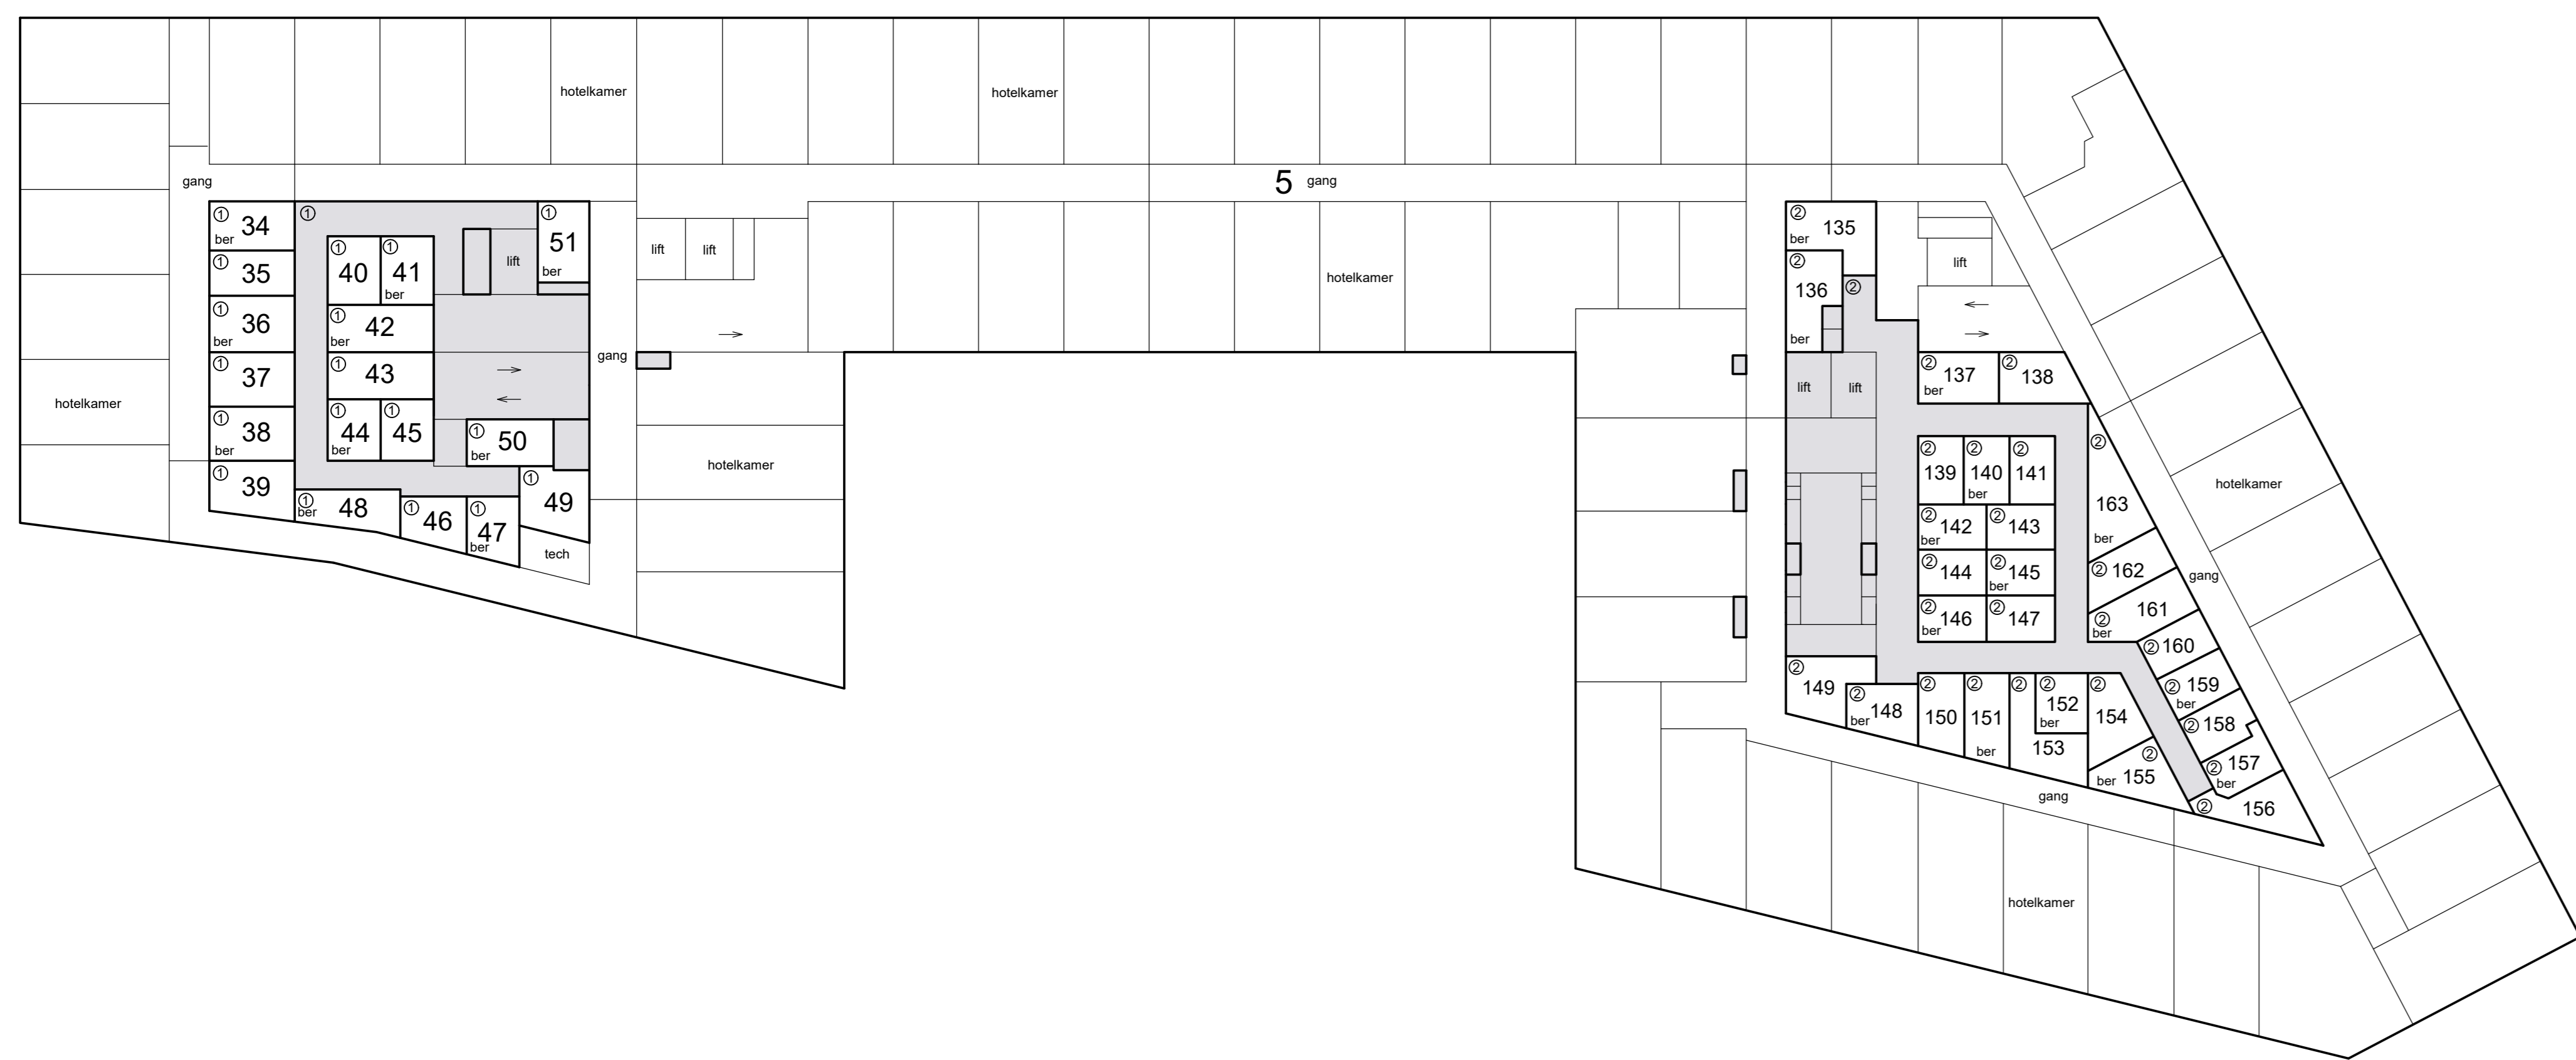 hotelkamer
hotelkamer
gang
5 gang
① 34
ber
① 35
① 36
ber
① 37
① 38
ber
① 39
①
① 40
① 41
ber
① 42
ber
① 43
① 44
ber
① 45
① 48
ber
① 46
① 47
ber
① 49
tech
① 50
ber
① 51
ber
lift
gang
lift
lift
hotelkamer
hotelkamer
hotelkamer
② 135
ber
② 136
ber
②
lift
lift
lift
② 137
ber
② 138
② 139
② 140
ber
② 141
② 142
ber
② 143
② 144
② 145
ber
② 146
ber
② 147
② 163
ber
② 162
② 161
ber
② 160
② 159
ber
② 158
② 157
ber
② 156
② 149
② 148
ber
② 150
② 151
ber
② 153
② 152
ber
② 154
② 155
ber
gang
gang
hotelkamer
hotelkamer